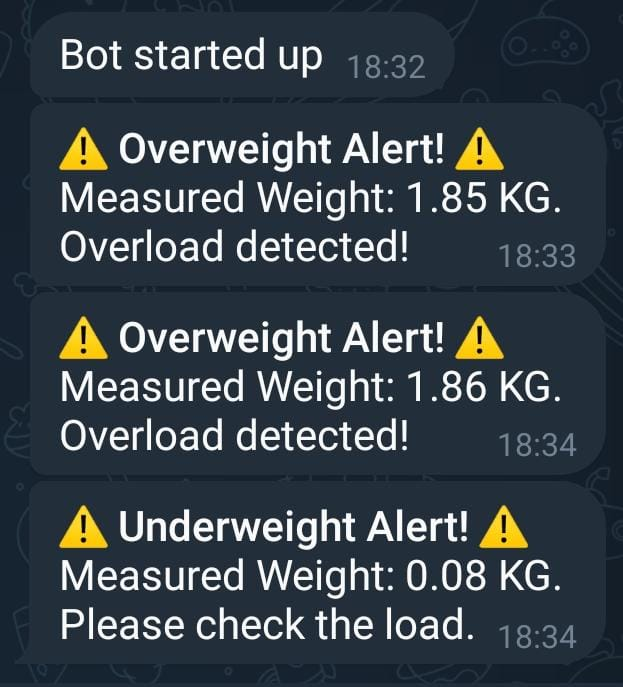 Bot started up 18:32
⚠️ Overweight Alert! ⚠️
Measured Weight: 1.85 KG.
Overload detected! 18:33
⚠️ Overweight Alert! ⚠️
Measured Weight: 1.86 KG.
Overload detected! 18:34
⚠️ Underweight Alert! ⚠️
Measured Weight: 0.08 KG.
Please check the load. 18:34